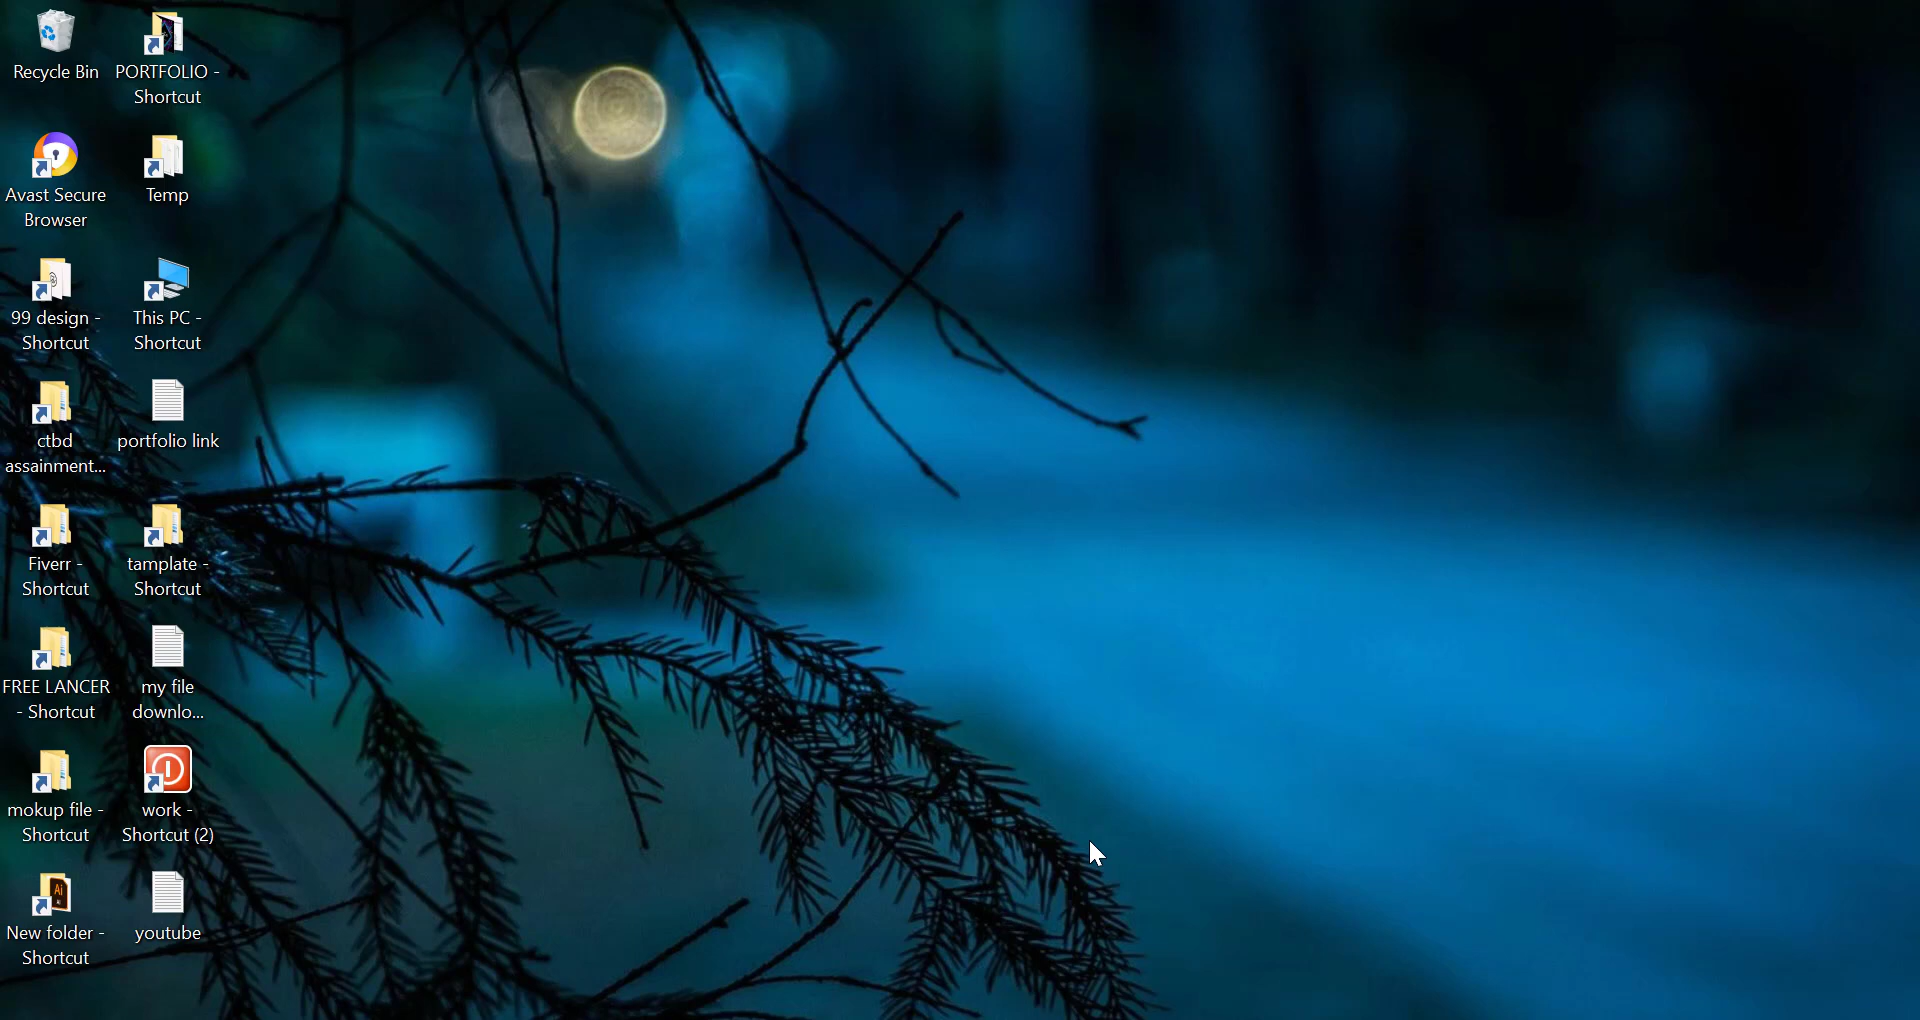 Recycle Bin
PORTFOLIO -
Shortcut
Avast Secure
Browser
Temp
99 design -
Shortcut
This PC -
Shortcut
ctbd
assainment...
portfolio link
Fiverr -
Shortcut
tamplate -
Shortcut
FREE LANCER
- Shortcut
my file
downlo...
mokup file -
Shortcut
work -
Shortcut (2)
Ai
New folder -
Shortcut
youtube